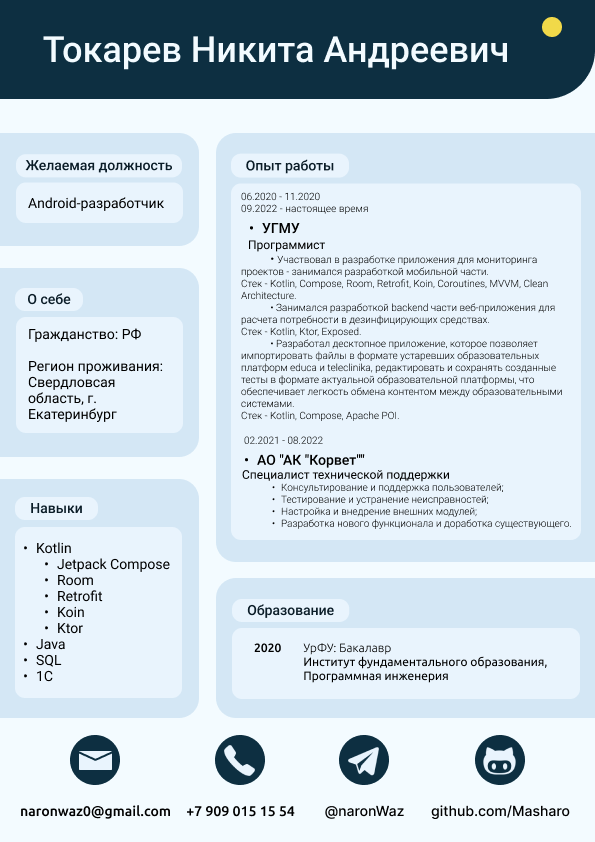 Токарев Никита Андреевич
Желаемая должность
Android-разработчик
О себе
Гражданство: РФ
Регион проживания:
Свердловсая
область, г.
Екатеринбург
Навыки
• Kotlin
• Jetpack Compose
• Room
• Retrofit
• Koin
• Ktor
• Java
• SQL
• 1С
Опыт работы
06.2020 - 11.2020
09.2022 - настоящее время
• УГМУ
Программист
• Участвовал в разработке приложения для мониторинга
проектов - занимался разработкой мобильной части.
Стек - Kotlin, Compose, Room, Retrofit, Koin, Coroutines, MVVM, Clean
Architecture.
• Занимался разработкой backend части веб-приложения для
расчета потребности в дезинфицирующих средствах.
Стек - Kotlin, Ktor, Exposed.
• Разработал десктопное приложение, которое позволяет
импортировать файлы в формате устаревших образовательных
платформ educa и teleclinika, редактировать и сохранять созданные
тесты в формате актуальной образовательной платформы, что
обеспечивает легкость обмена контентом между образовательными
системами.
Стек - Kotlin, Compose, Apache POI.
02.2021 - 08.2022
• АО "АК "Корвет""
Специалист технической поддержки
• Консультирование и поддержка пользователей;
• Тестирование и устранение неисправностей;
• Настройка и внедрение внешних модулей;
• Разработка нового функционала и доработка существующего.
Образование
2020 УрФУ: Бакалавр
Институт фундаментального образования,
Программная инженерия
naronwaz0@gmail.com +7 909 015 15 54 @naronWaz github.com/Masharo